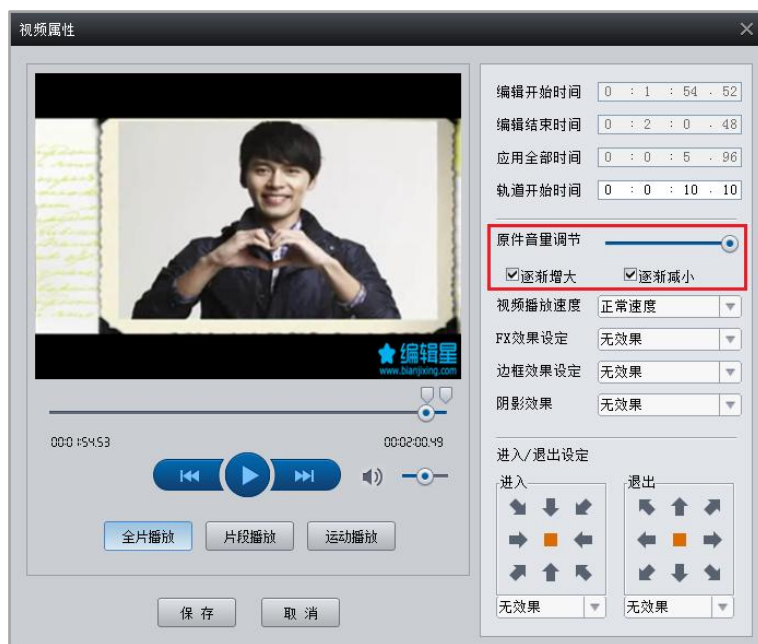 视频属性
编辑开始时间 0 : 1 : 54 . 52
编辑结束时间 0 : 2 : 0 . 48
应用全部时间 0 : 0 : 5 . 96
轨道开始时间 0 : 0 : 10 . 10
原件音量调节
逐渐增大 逐渐减小
视频播放速度 正常速度
FX效果设定 无效果
边框效果设定 无效果
阴影效果 无效果
编辑星
www.bianjixing.com
00:01:54.53 00:02:00.49
全片播放 片段播放 运动播放
进入/退出设定
进入 退出
无效果 无效果
保存 取消